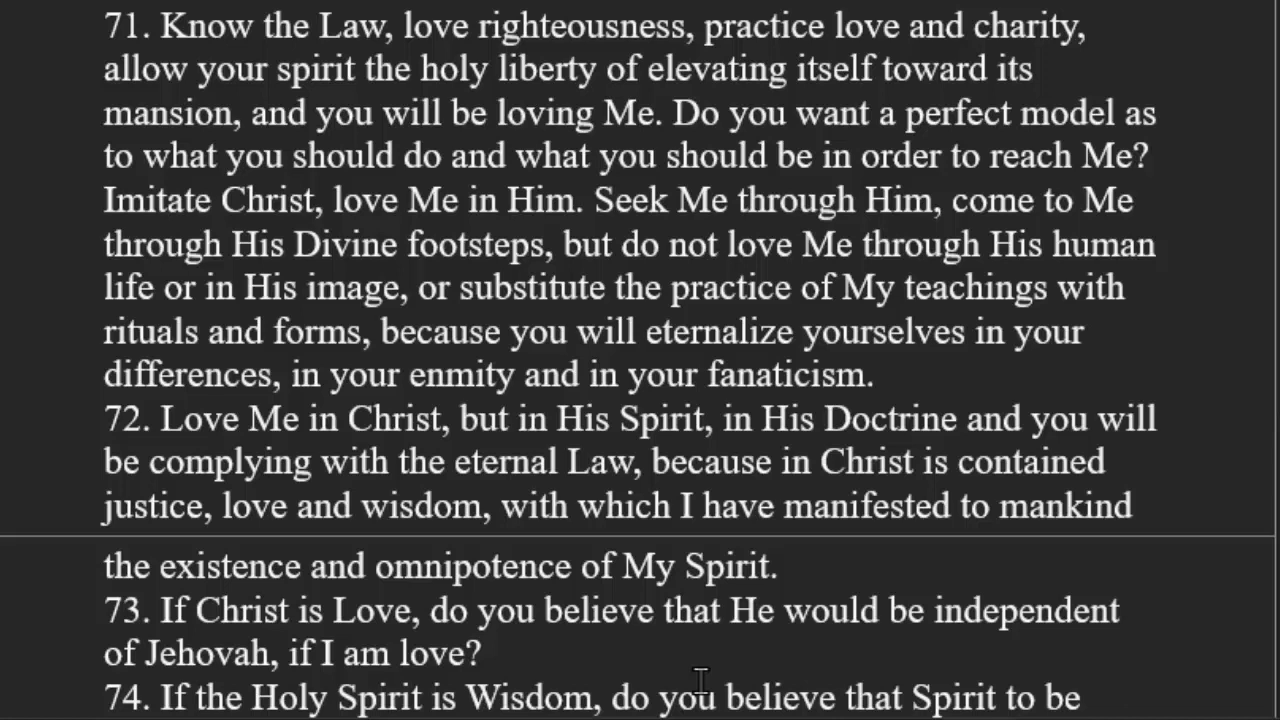 71. Know the Law, love righteousness, practice love and charity,
allow your spirit the holy liberty of elevating itself toward its
mansion, and you will be loving Me. Do you want a perfect model as
to what you should do and what you should be in order to reach Me?
Imitate Christ, love Me in Him. Seek Me through Him, come to Me
through His Divine footsteps, but do not love Me through His human
life or in His image, or substitute the practice of My teachings with
rituals and forms, because you will eternalize yourselves in your
differences, in your enmity and in your fanaticism.
72. Love Me in Christ, but in His Spirit, in His Doctrine and you will
be complying with the eternal Law, because in Christ is contained
justice, love and wisdom, with which I have manifested to mankind
the existence and omnipotence of My Spirit.
73. If Christ is Love, do you believe that He would be independent
of Jehovah, if I am love?
74. If the Holy Spirit is Wisdom, do you believe that Spirit to be